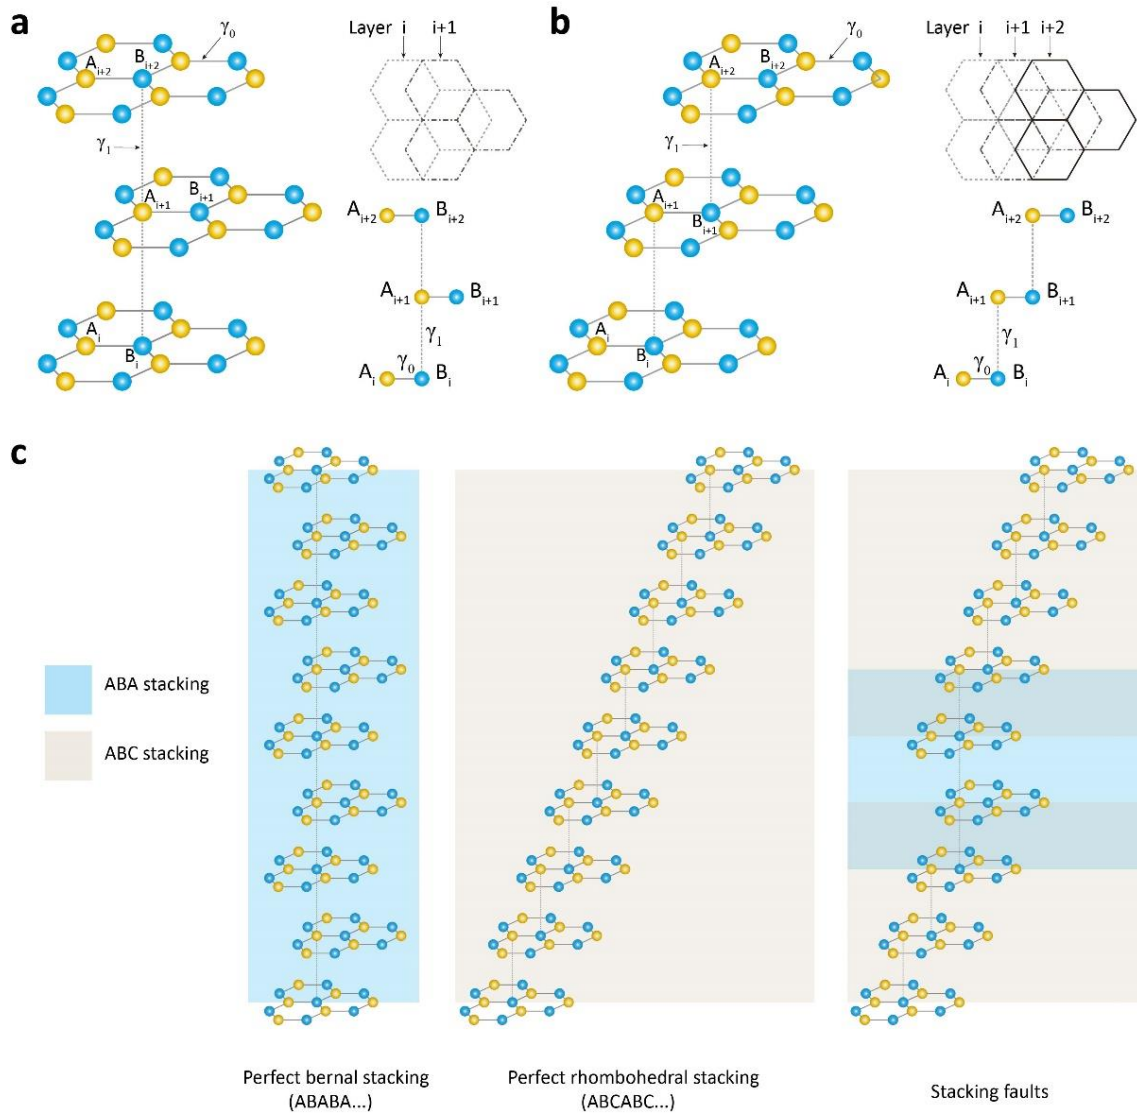 a
Layer i i+1
γ0
Ai+2
Bi+2
γ1
Ai+1
Bi+1
Ai
Bi
Ai+2
Bi+2
Ai+1
Bi+1
γ1
γ0
Ai
Bi
b
Layer i i+1 i+2
γ0
Ai+2
Bi+2
γ1
Ai+1
Bi+1
Ai
Bi
Ai+2
Bi+2
Ai+1
Bi+1
γ1
γ0
Ai
Bi
c
ABA stacking
ABC stacking
Perfect bernal stacking
(ABABA...)
Perfect rhombohedral stacking
(ABCABC...)
Stacking faults